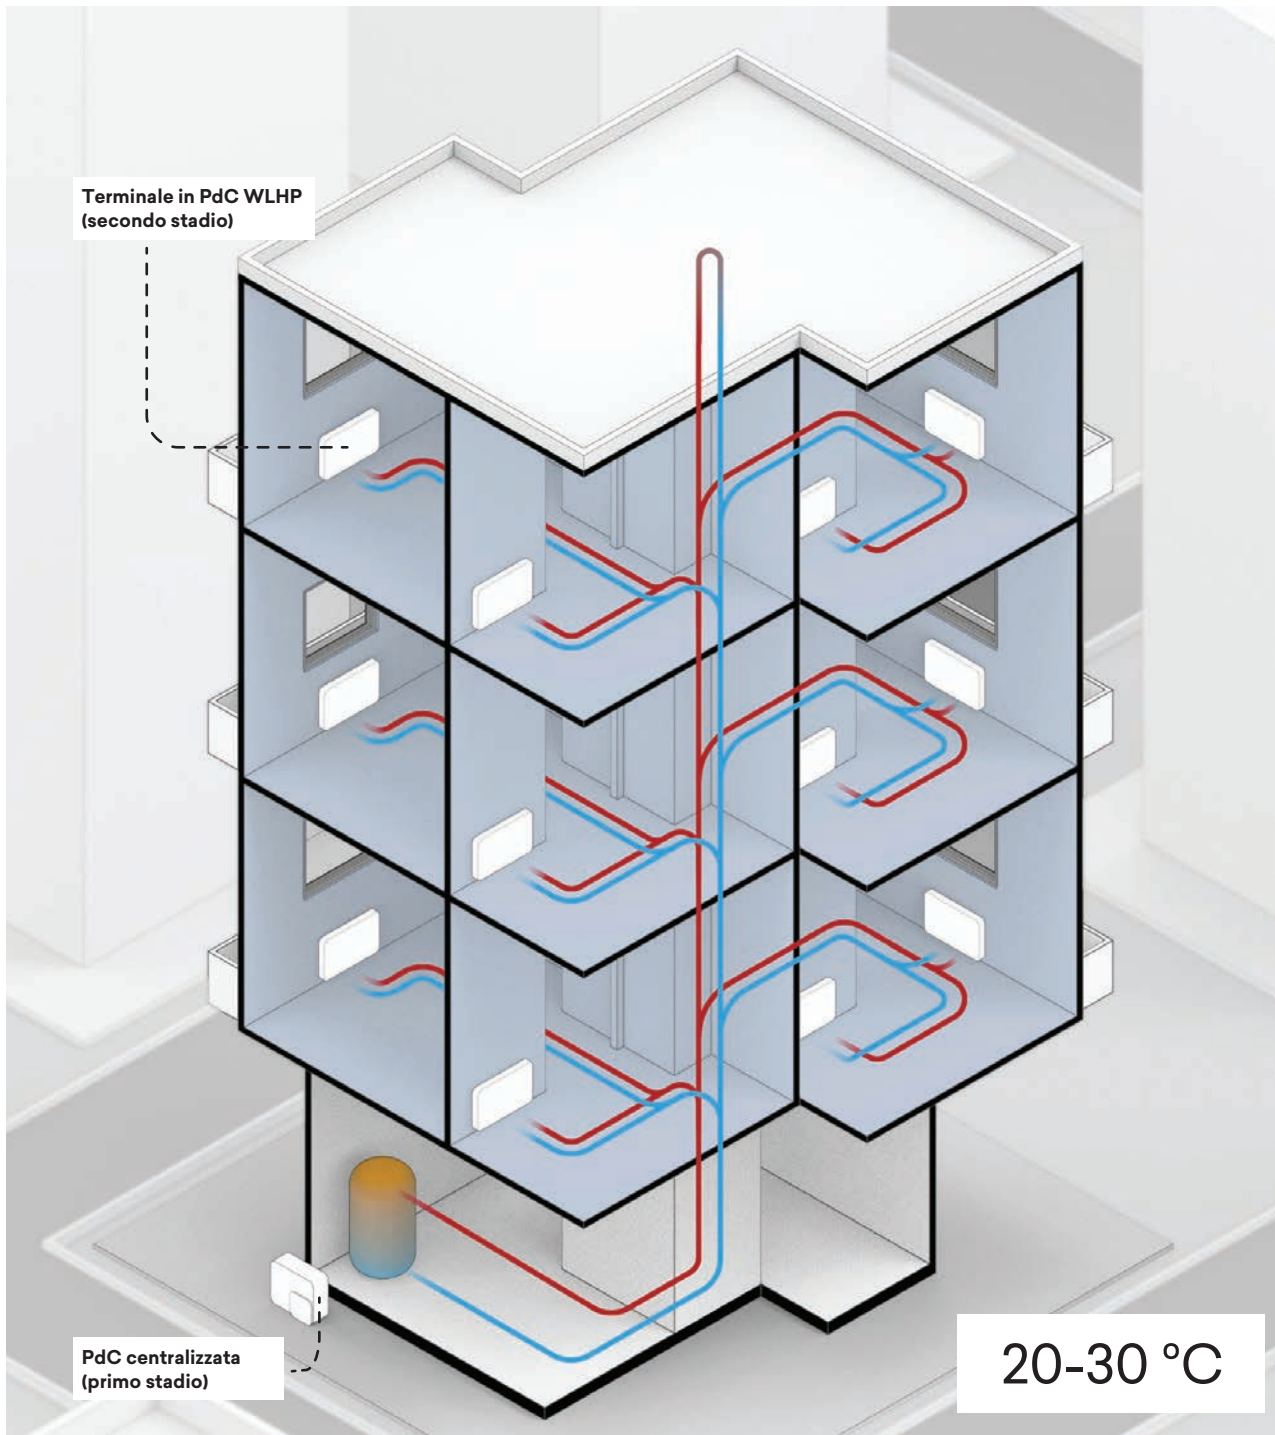 Terminale in PdC WLHP
(secondo stadio)
PdC centralizzata
(primo stadio)
20-30 °C